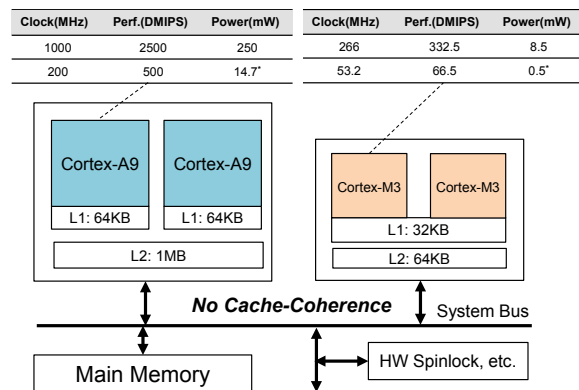 Clock(MHz) Perf.(DMIPS) Power(mW)
1000 2500 250
200 500 14.7*
Clock(MHz) Perf.(DMIPS) Power(mW)
266 332.5 8.5
53.2 66.5 0.5*
Cortex-A9 Cortex-A9
L1: 64KB L1: 64KB
L2: 1MB
Cortex-M3 Cortex-M3
L1: 32KB
L2: 64KB
No Cache-Coherence
System Bus
Main Memory
HW Spinlock, etc.